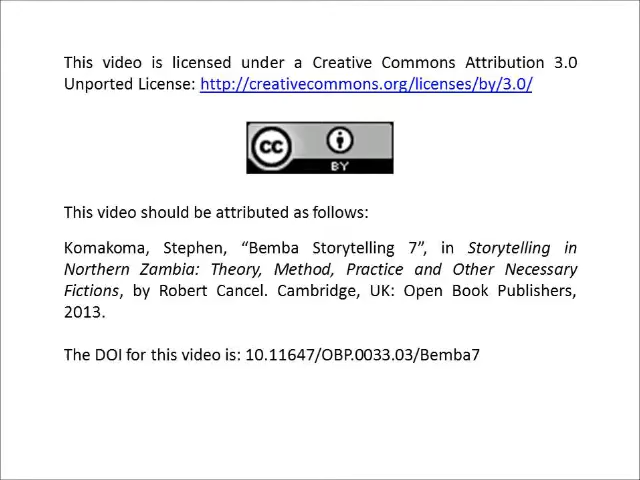 This video is licensed under a Creative Commons Attribution 3.0
Unported License: http://creativecommons.org/licenses/by/3.0/
CC
BY
This video should be attributed as follows:
Komakoma, Stephen, “Bemba Storytelling 7”, in Storytelling in
Northern Zambia: Theory, Method, Practice and Other Necessary
Fictions, by Robert Cancel. Cambridge, UK: Open Book Publishers,
2013.
The DOI for this video is: 10.11647/OBP.0033.03/Bemba7